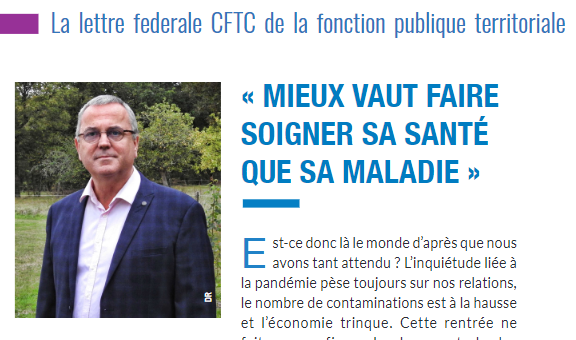 La lettre federale CFTC de la fonction publique territoriale
« MIEUX VAUT FAIRE
SOIGNER SA SANTÉ
QUE SA MALADIE »
DR
Est-ce donc là le monde d’après que nous
avons tant attendu ? L’inquiétude liée à
la pandémie pèse toujours sur nos relations,
le nombre de contaminations est à la hausse
et l’économie trinque. Cette rentrée ne